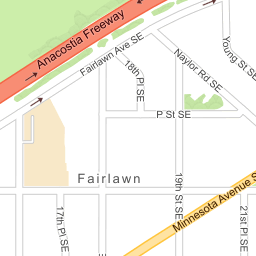 Anacostia Freeway
Fairlawn Ave SE
18th Pl SE
Naylor Rd SE
Young St SE
P St SE
Fairlawn
17th Pl SE
19th St SE
Minnesota Avenue S
21st Pl SE